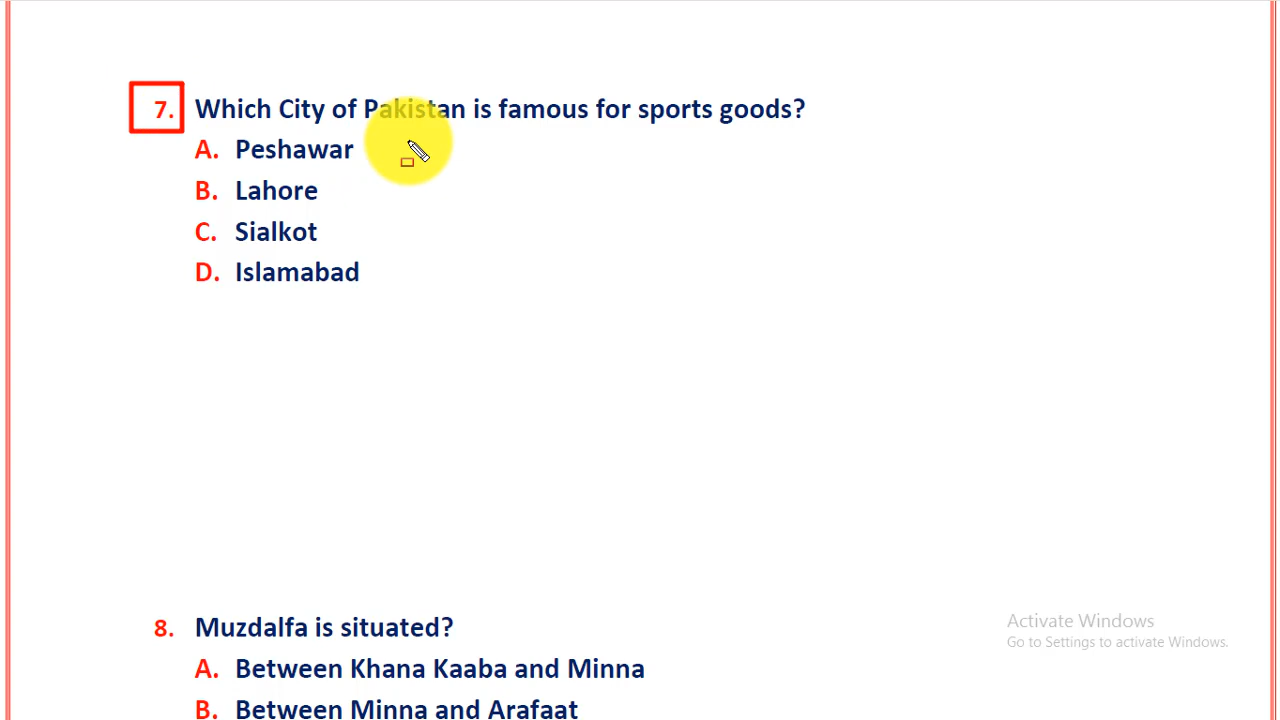 7. Which City of Pakistan is famous for sports goods?
A. Peshawar
B. Lahore
C. Sialkot
D. Islamabad
8. Muzdalfa is situated?
A. Between Khana Kaaba and Minna
B. Between Minna and Arafaat
Activate Windows
Go to Settings to activate Windows.